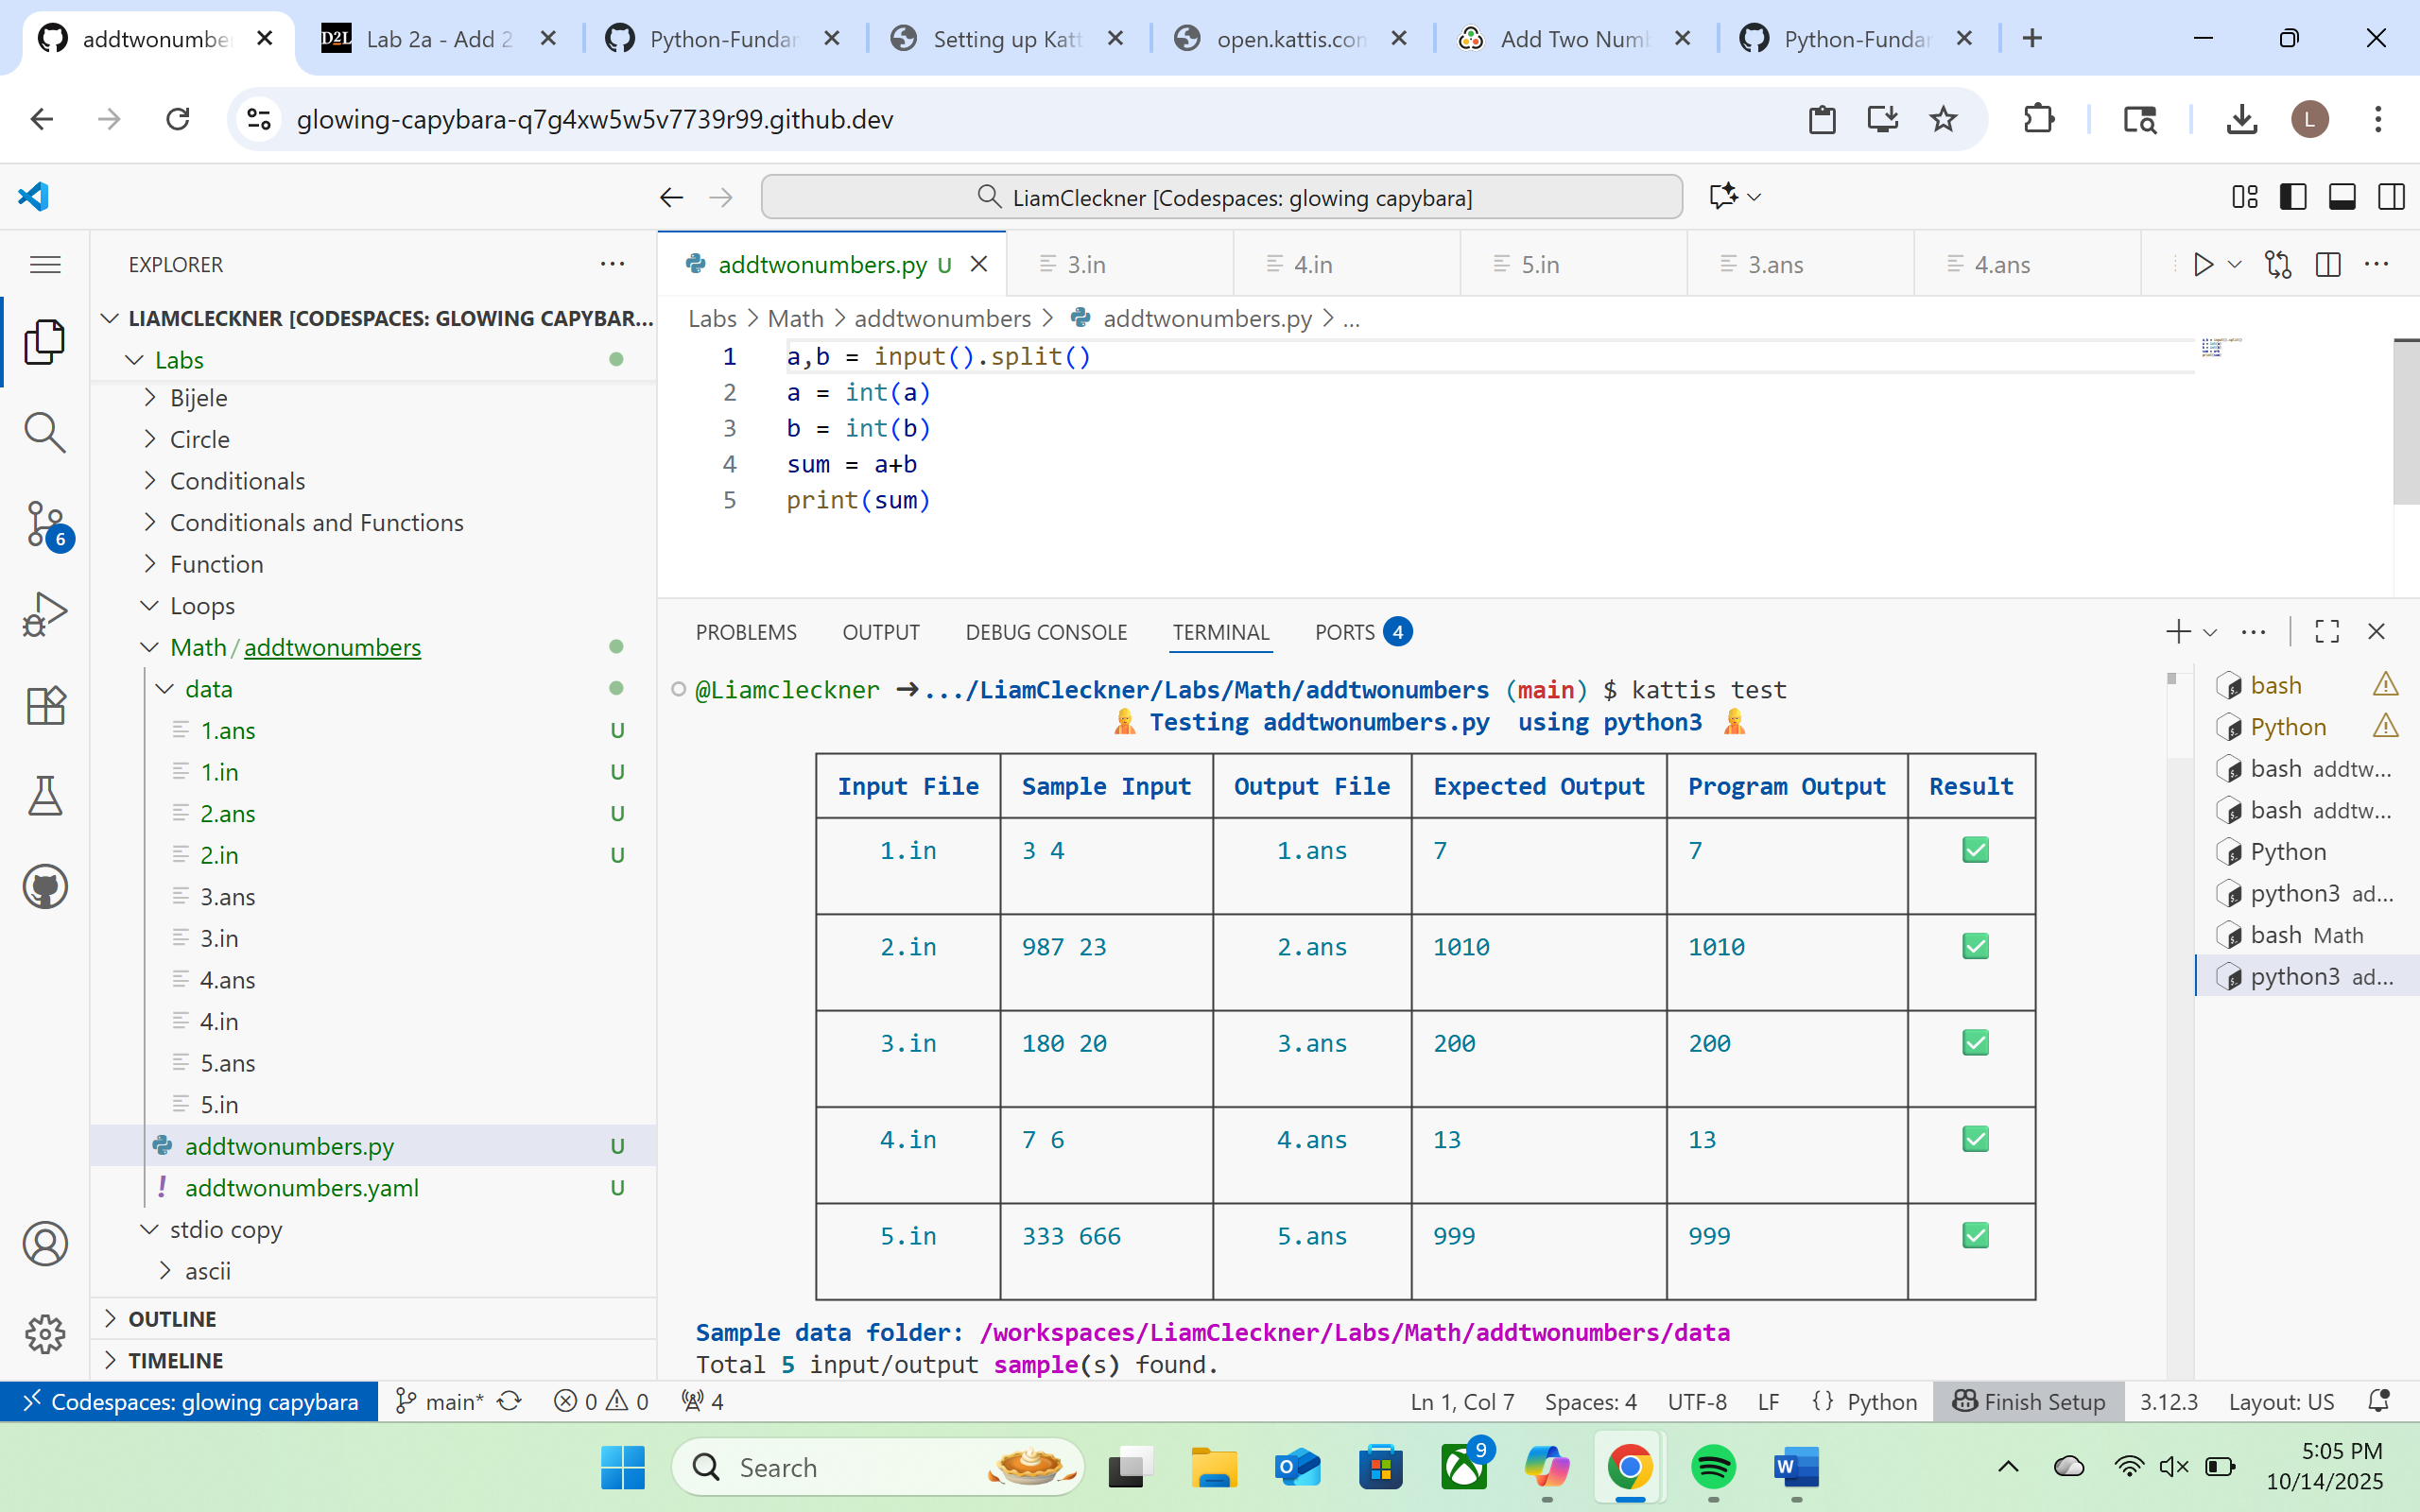 addtwonumbe
D2L Lab 2a - Add 2
Python-Fundar
Setting up Katt
open.kattis.con
Add Two Numb
Python-Fundar
glowing-capybara-q7g4xw5w5v7739r99.github.dev
L
LiamCleckner [Codespaces: glowing capybara]
EXPLORER
LIAMCLECKNER [CODESPACES: GLOWING CAPYBAR...
Labs
Bijele
Circle
Conditionals
Conditionals and Functions
Function
Loops
Math / addtwonumbers
data
1.ans U
1.in U
2.ans U
2.in U
3.ans
3.in
4.ans
4.in
5.ans
5.in
addtwonumbers.py U
! addtwonumbers.yaml U
stdio copy
ascii
OUTLINE
TIMELINE
6
addtwonumbers.py U
3.in
4.in
5.in
3.ans
4.ans
Labs > Math > addtwonumbers > addtwonumbers.py > ...
1 a,b = input().split()
2 a = int(a)
3 b = int(b)
4 sum = a+b
5 print(sum)
PROBLEMS OUTPUT DEBUG CONSOLE TERMINAL PORTS 4
@Liamcleckner ➜.../LiamCleckner/Labs/Math/addtwonumbers (main) $ kattis test
Testing addtwonumbers.py using python3
Input File Sample Input Output File Expected Output Program Output Result
1.in 3 4 1.ans 7 7 ✅
2.in 987 23 2.ans 1010 1010 ✅
3.in 180 20 3.ans 200 200 ✅
4.in 7 6 4.ans 13 13 ✅
5.in 333 666 5.ans 999 999 ✅
Sample data folder: /workspaces/LiamCleckner/Labs/Math/addtwonumbers/data
Total 5 input/output sample(s) found.
bash
Python
bash addtw...
bash addtw...
Python
python3 ad...
bash Math
python3 ad...
Codespaces: glowing capybara main* 0 0 4 Ln 1, Col 7 Spaces: 4 UTF-8 LF {} Python Finish Setup 3.12.3 Layout: US
Search
9
5:05 PM
10/14/2025